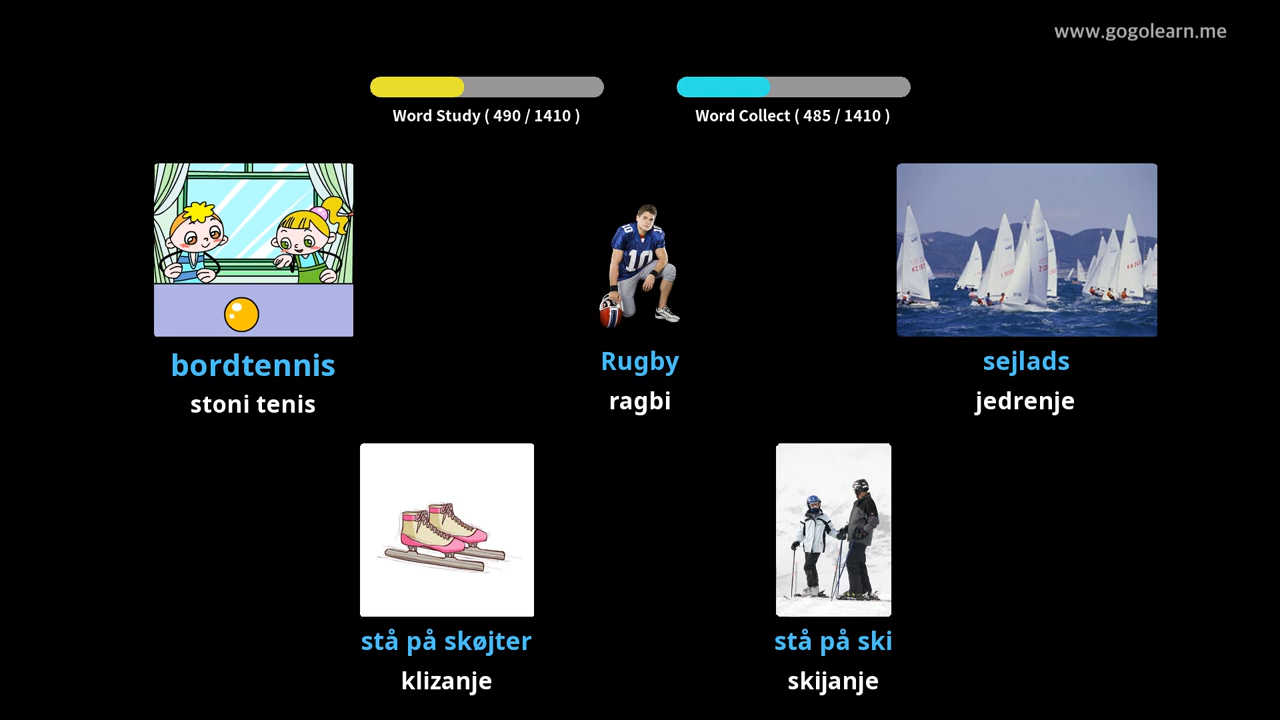 www.gogolearn.me
Word Study ( 490 / 1410 )
Word Collect ( 485 / 1410 )
bordtennis
stoni tenis
Rugby
ragbi
sejlads
jedrenje
stå på skøjter
klizanje
stå på ski
skijanje